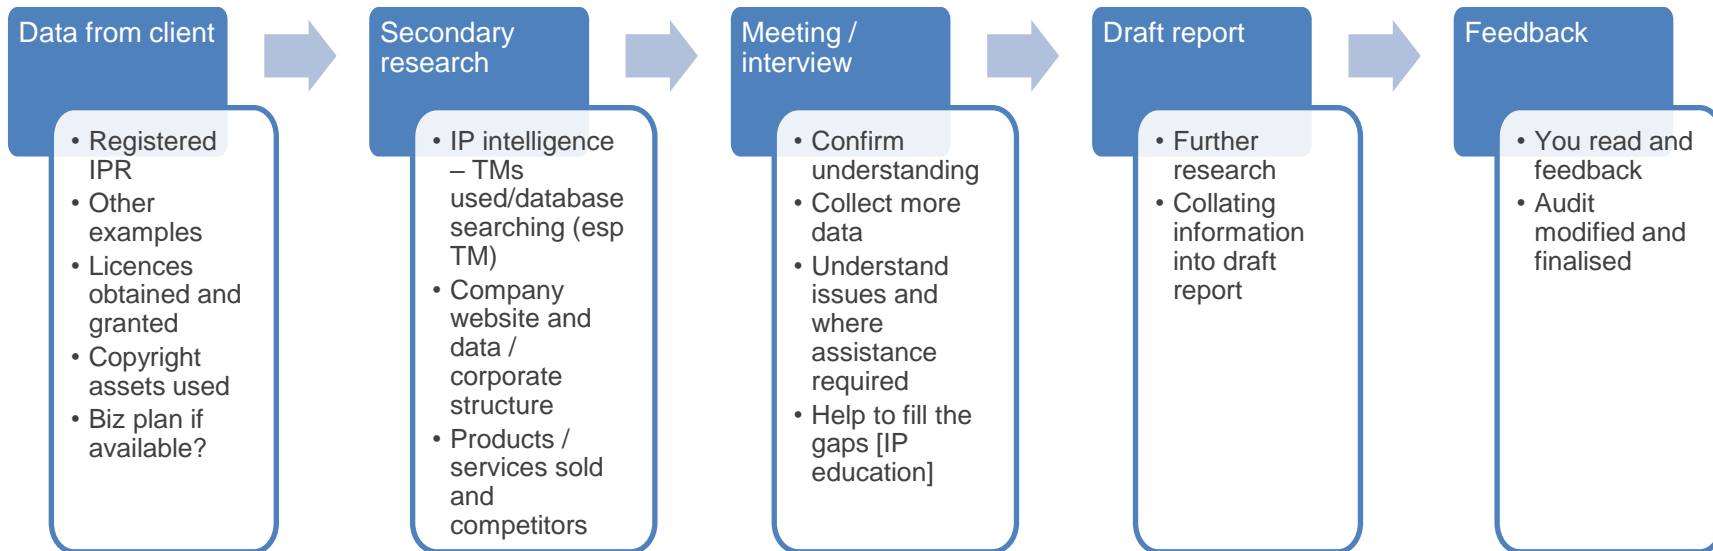 Data from client
• Registered
IPR
• Other
examples
• Licences
obtained and
granted
• Copyright
assets used
• Biz plan if
available?
Secondary
research
• IP intelligence
– TMs
used/database
searching (esp
TM)
• Company
website and
data /
corporate
structure
• Products /
services sold
and
competitors
Meeting /
interview
• Confirm
understanding
• Collect more
data
• Understand
issues and
where
assistance
required
• Help to fill the
gaps [IP
education]
Draft report
• Further
research
• Collating
information
into draft
report
Feedback
• You read and
feedback
• Audit
modified and
finalised